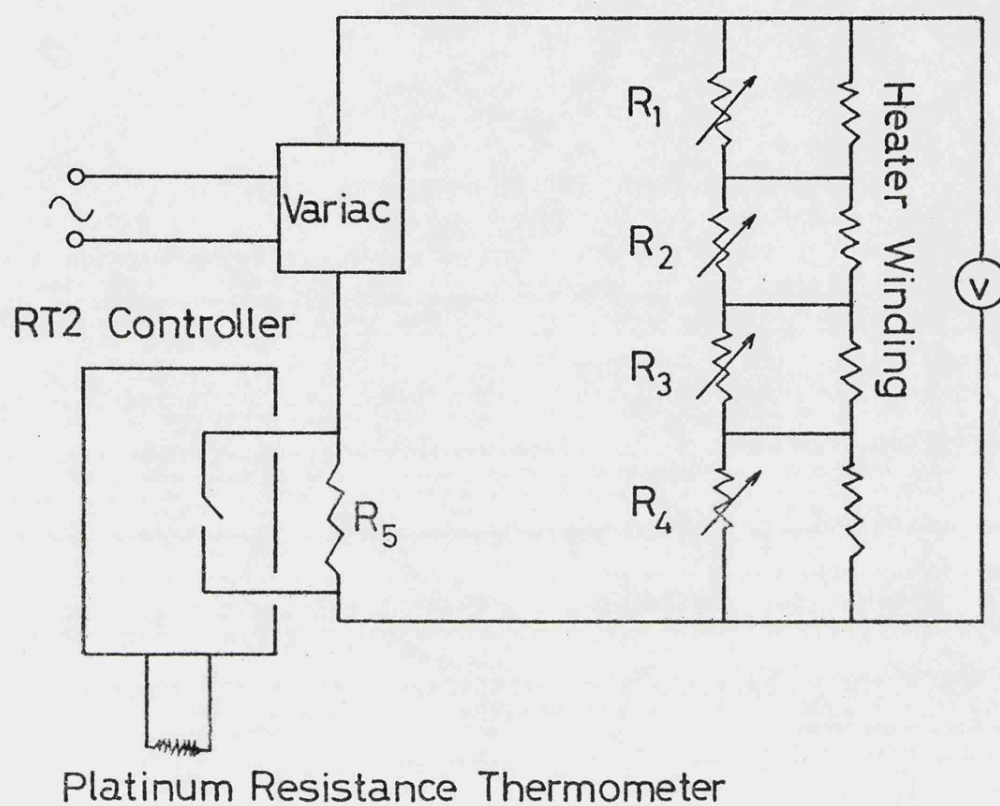 R1
Heater Winding
Variac
R2
V
RT2 Controller
R3
R4
R5
Platinum Resistance Thermometer